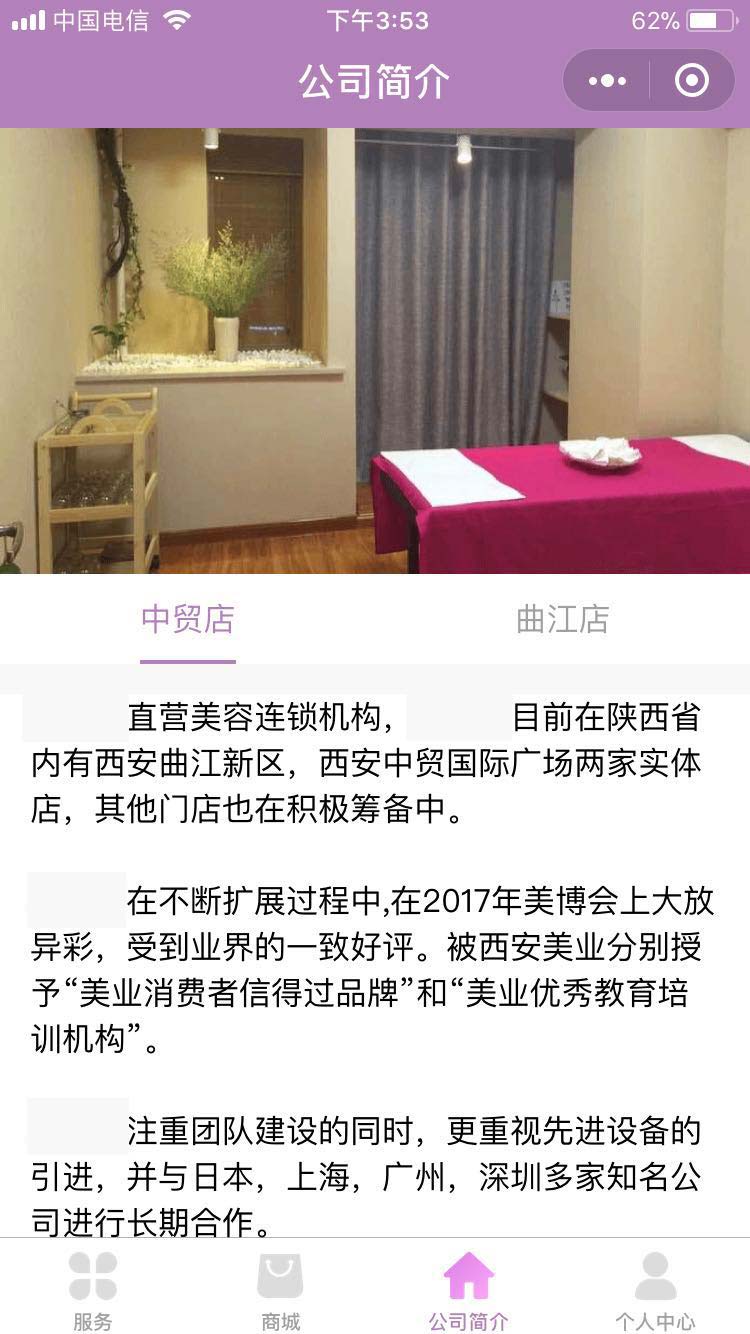 中国电信
下午3:53
62%
公司简介
中贸店
曲江店
直营美容连锁机构，
目前在陕西省
内有西安曲江新区，西安中贸国际广场两家实体
店，其他门店也在积极筹备中。
在不断扩展过程中,在2017年美博会上大放
异彩，受到业界的一致好评。被西安美业分别授
予“美业消费者信得过品牌”和“美业优秀教育培
训机构”。
注重团队建设的同时，更重视先进设备的
引进，并与日本，上海，广州，深圳多家知名公
司进行长期合作。
服务
商城
公司简介
个人中心